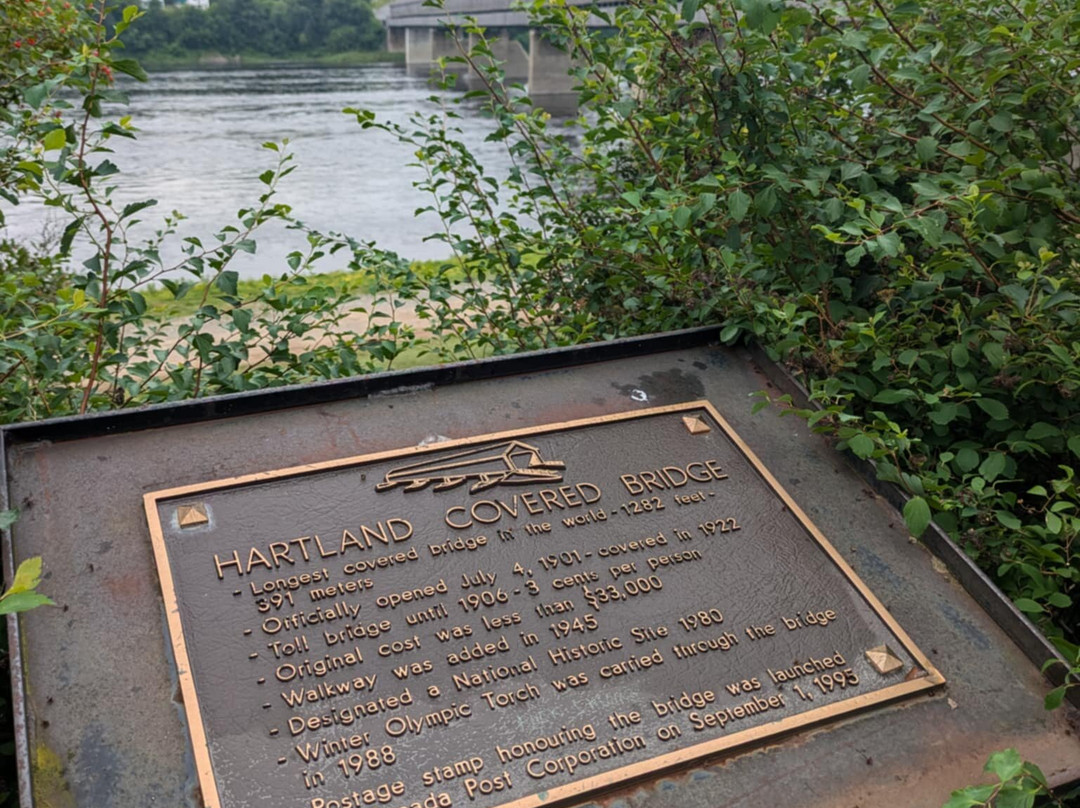 HARTLAND COVERED BRIDGE
- Longest covered bridge in the world - 1282 feet -
391 meters
- Officially opened July 4, 1901 - covered in 1922
- Toll bridge until 1906 - 3 cents per person
- Original cost was less than $33,000
- Walkway was added in 1945
- Designated a National Historic Site 1980
- Winter Olympic Torch was carried through the bridge
in 1988
Postage stamp honouring the bridge was launched
ada Post Corporation on September 1, 1995